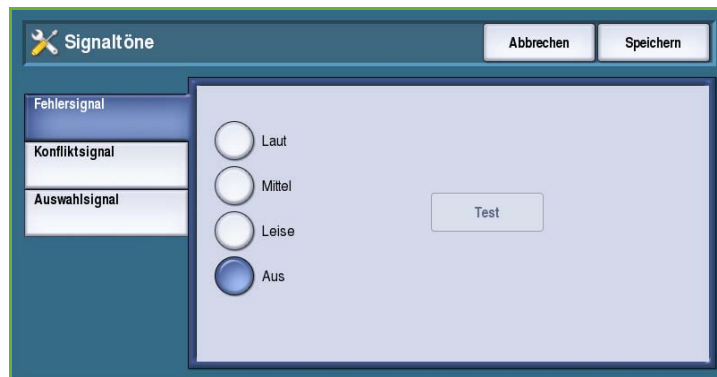 Signaltöne
Abbrechen
Speichern
Fehlersignal
Konfliktsignal
Auswahlsignal
Laut
Mittel
Leise
Aus
Test